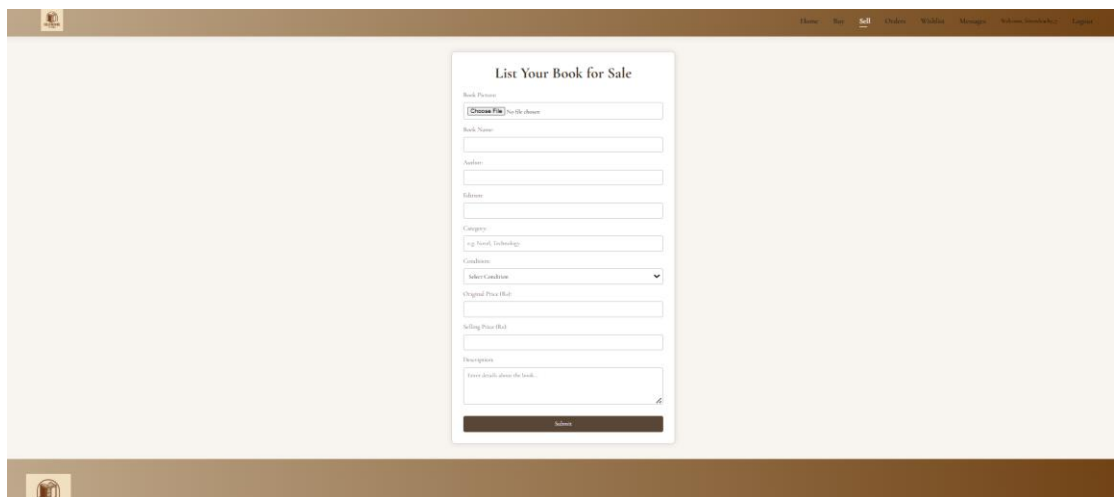 Home Buy Sell Orders Wishlist Messages Welcome, Logout
List Your Book for Sale
Book Picture:
Choose File No file chosen
Book Name:
Author:
Edition:
Category:
e.g. Novel, Technology
Condition:
Select Condition
Original Price (Rs):
Selling Price (Rs):
Description:
Enter details about the book...
Submit